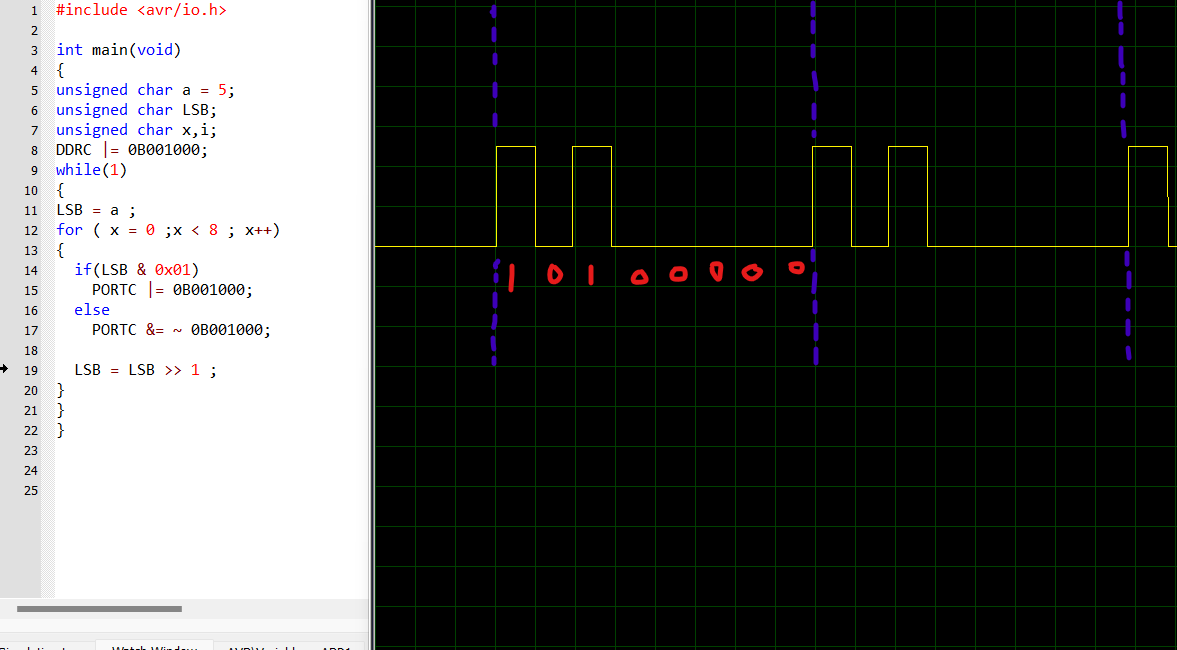 1 #include <avr/io.h>
2
3 int main(void)
4 {
5 unsigned char a = 5;
6 unsigned char LSB;
7 unsigned char x,i;
8 DDRC |= 0B001000;
9 while(1)
10 {
11 LSB = a ;
12 for ( x = 0 ;x < 8 ; x++)
13 {
14 if(LSB & 0x01)
15 PORTC |= 0B001000;
16 else
17 PORTC &= ~ 0B001000;
18
19 LSB = LSB >> 1 ;
20 }
21 }
22 }
23
24
25
1 0 1 0 0 0 0 0
Watch Window